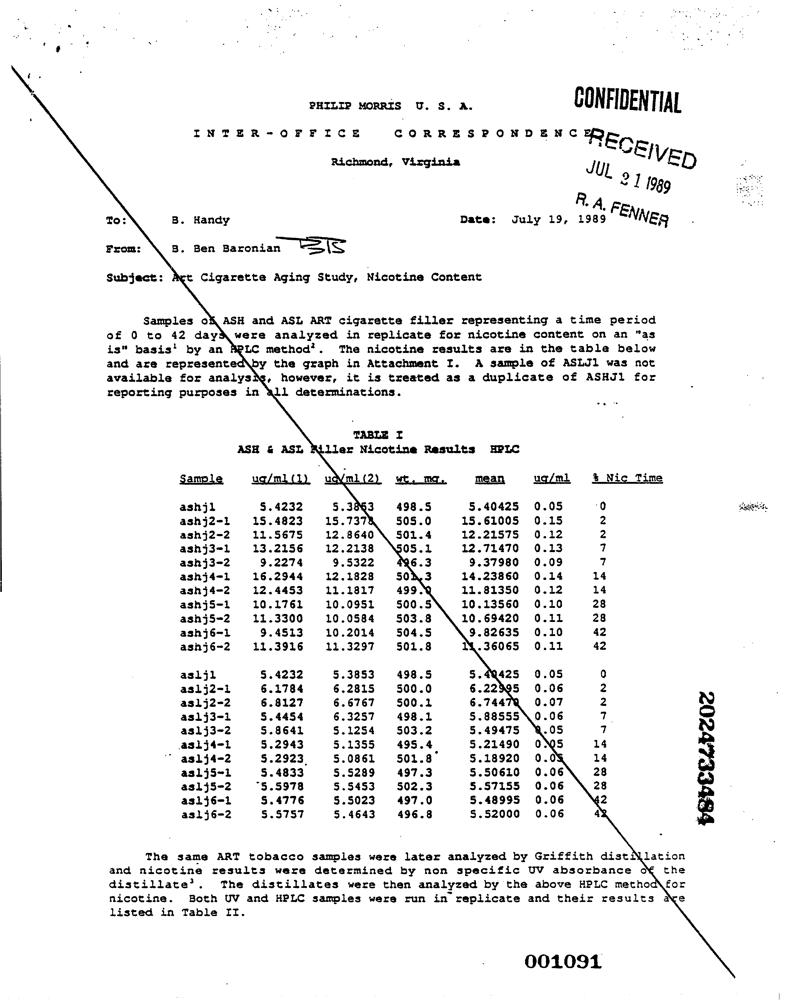 CONFIDENTIAL
PHILIP MORRIS U. S. A.
INTER-OFFICE CORRESPONDENCE
RECEIVED
Richmond, Virginia
JUL 21 1989
R. A. FENNER
To: B. Handy Date: July 19, 1989
From: B. Ben Baronian
Subject: Art Cigarette Aging Study, Nicotine Content
Samples of ASH and ASL ART cigarette filler representing a time period
of 0 to 42 days were analyzed in replicate for nicotine content on an "as
is" basis¹ by an HPLC method². The nicotine results are in the table below
and are represented by the graph in Attachment I. A sample of ASLJ1 was not
available for analysis, however, it is treated as a duplicate of ASHJ1 for
reporting purposes in all determinations.
TABLE I
ASH & ASL Filler Nicotine Results HPLC
Sample ug/ml(1) ug/ml(2) wt. mg. mean ug/ml % Nic Time
ashj1 5.4232 5.3853 498.5 5.40425 0.05 0
ashj2-1 15.4823 15.7378 505.0 15.61005 0.15 2
ashj2-2 11.5675 12.8640 501.4 12.21575 0.12 2
ashj3-1 13.2156 12.2138 505.1 12.71470 0.13 7
ashj3-2 9.2274 9.5322 496.3 9.37980 0.09 7
ashj4-1 16.2944 12.1828 501.3 14.23860 0.14 14
ashj4-2 12.4453 11.1817 499.0 11.81350 0.12 14
ashj5-1 10.1761 10.0951 500.5 10.13560 0.10 28
ashj5-2 11.3300 10.0584 503.8 10.69420 0.11 28
ashj6-1 9.4513 10.2014 504.5 9.82635 0.10 42
ashj6-2 11.3916 11.3297 501.8 11.36065 0.11 42
aslj1 5.4232 5.3853 498.5 5.40425 0.05 0
aslj2-1 6.1784 6.2815 500.0 6.22995 0.06 2
aslj2-2 6.8127 6.6767 500.1 6.74470 0.07 2
aslj3-1 5.4454 6.3257 498.1 5.88555 0.06 7
aslj3-2 5.8641 5.1254 503.2 5.49475 0.05 7
aslj4-1 5.2943 5.1355 495.4 5.21490 0.05 14
aslj4-2 5.2923 5.0861 501.8 5.18920 0.05 14
aslj5-1 5.4833 5.5289 497.3 5.50610 0.06 28
aslj5-2 5.5978 5.5453 502.3 5.57155 0.06 28
aslj6-1 5.4776 5.5023 497.0 5.48995 0.06 42
aslj6-2 5.5757 5.4643 496.8 5.52000 0.06 42
2024733484
The same ART tobacco samples were later analyzed by Griffith distillation
and nicotine results were determined by non specific UV absorbance of the
distillate³. The distillates were then analyzed by the above HPLC method for
nicotine. Both UV and HPLC samples were run in replicate and their results are
listed in Table II.
001091